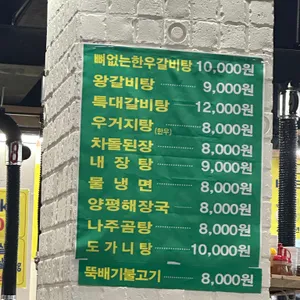 뼈없는한우갈비탕 10,000원
왕갈비탕 9,000원
특대갈비탕 12,000원
우거지탕 (한우) 8,000원
차돌된장 8,000원
내장탕 9,000원
물냉면 8,000원
양평해장국 8,000원
나주곰탕 8,000원
도가니탕 10,000원
뚝배기불고기 8,000원